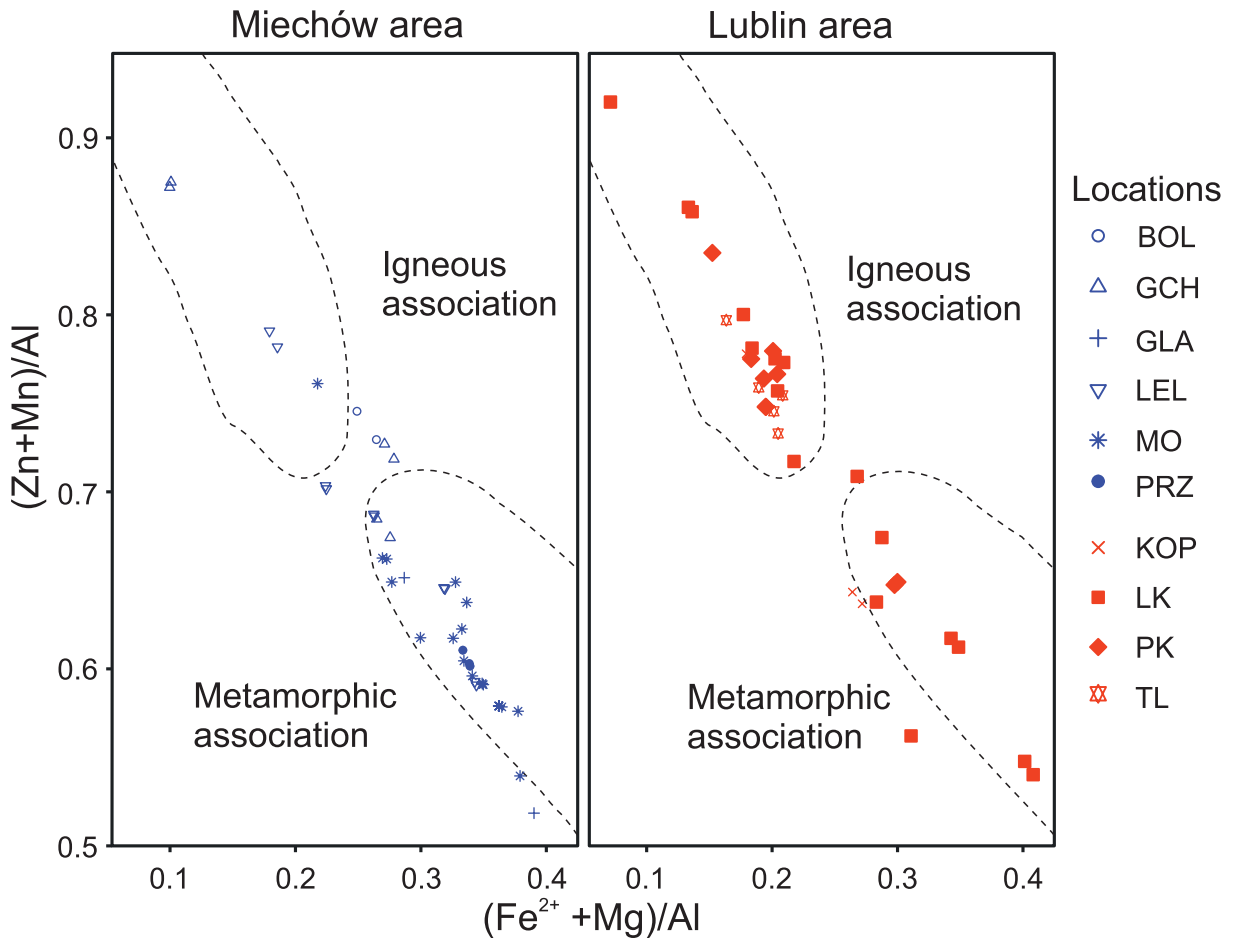 Miechów area
Lublin area
(Zn+Mn)/Al
0.9
0.8
0.7
0.6
0.5
Igneous
association
Metamorphic
association
Igneous
association
Metamorphic
association
0.1 0.2 0.3 0.4
0.1 0.2 0.3 0.4
(Fe²⁺ +Mg)/Al
Locations
BOL
GCH
GLA
LEL
MO
PRZ
KOP
LK
PK
TL